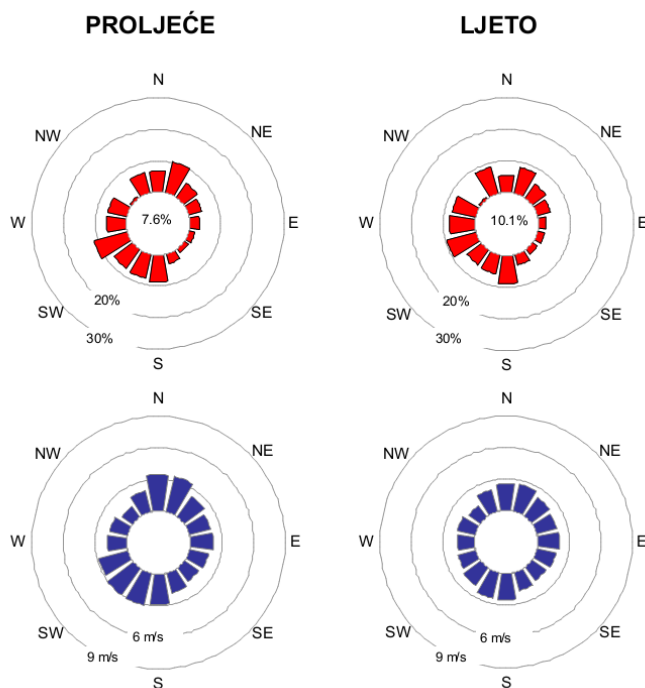 PROLJEĆE
LJETO
N
NW
NE
W
7.6%
E
20%
SW
SE
30%
S
N
NW
NE
W
10.1%
E
20%
SW
SE
30%
S
N
NW
NE
W
E
6 m/s
SW
SE
9 m/s
S
N
NW
NE
W
E
6 m/s
SW
SE
9 m/s
S